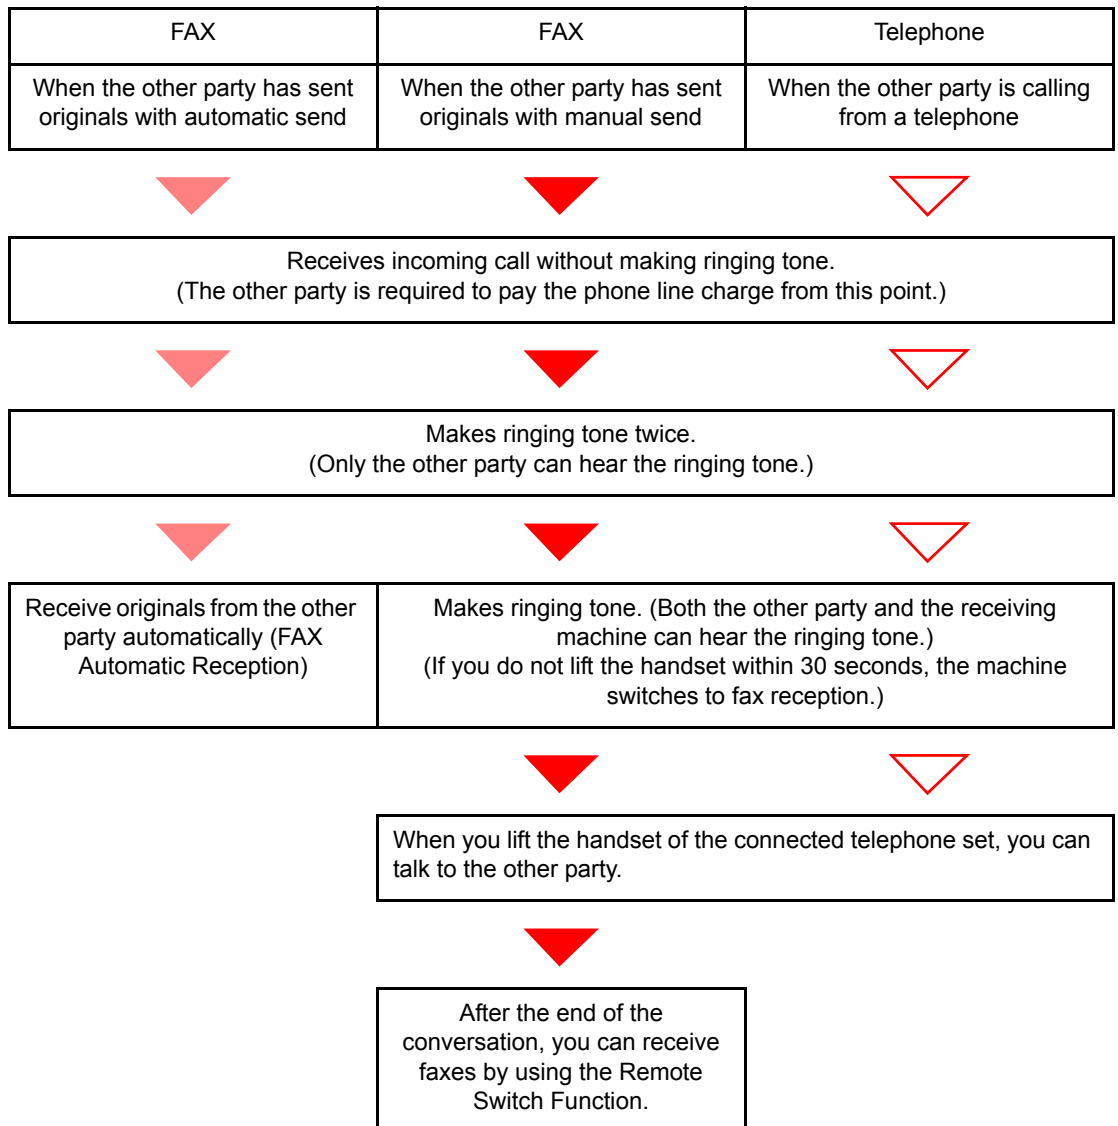 FAX
FAX
Telephone
When the other party has sent
originals with automatic send
When the other party has sent
originals with manual send
When the other party is calling
from a telephone
Receives incoming call without making ringing tone.
(The other party is required to pay the phone line charge from this point.)
Makes ringing tone twice.
(Only the other party can hear the ringing tone.)
Receive originals from the other
party automatically (FAX
Automatic Reception)
Makes ringing tone. (Both the other party and the receiving
machine can hear the ringing tone.)
(If you do not lift the handset within 30 seconds, the machine
switches to fax reception.)
When you lift the handset of the connected telephone set, you can
talk to the other party.
After the end of the
conversation, you can receive
faxes by using the Remote
Switch Function.